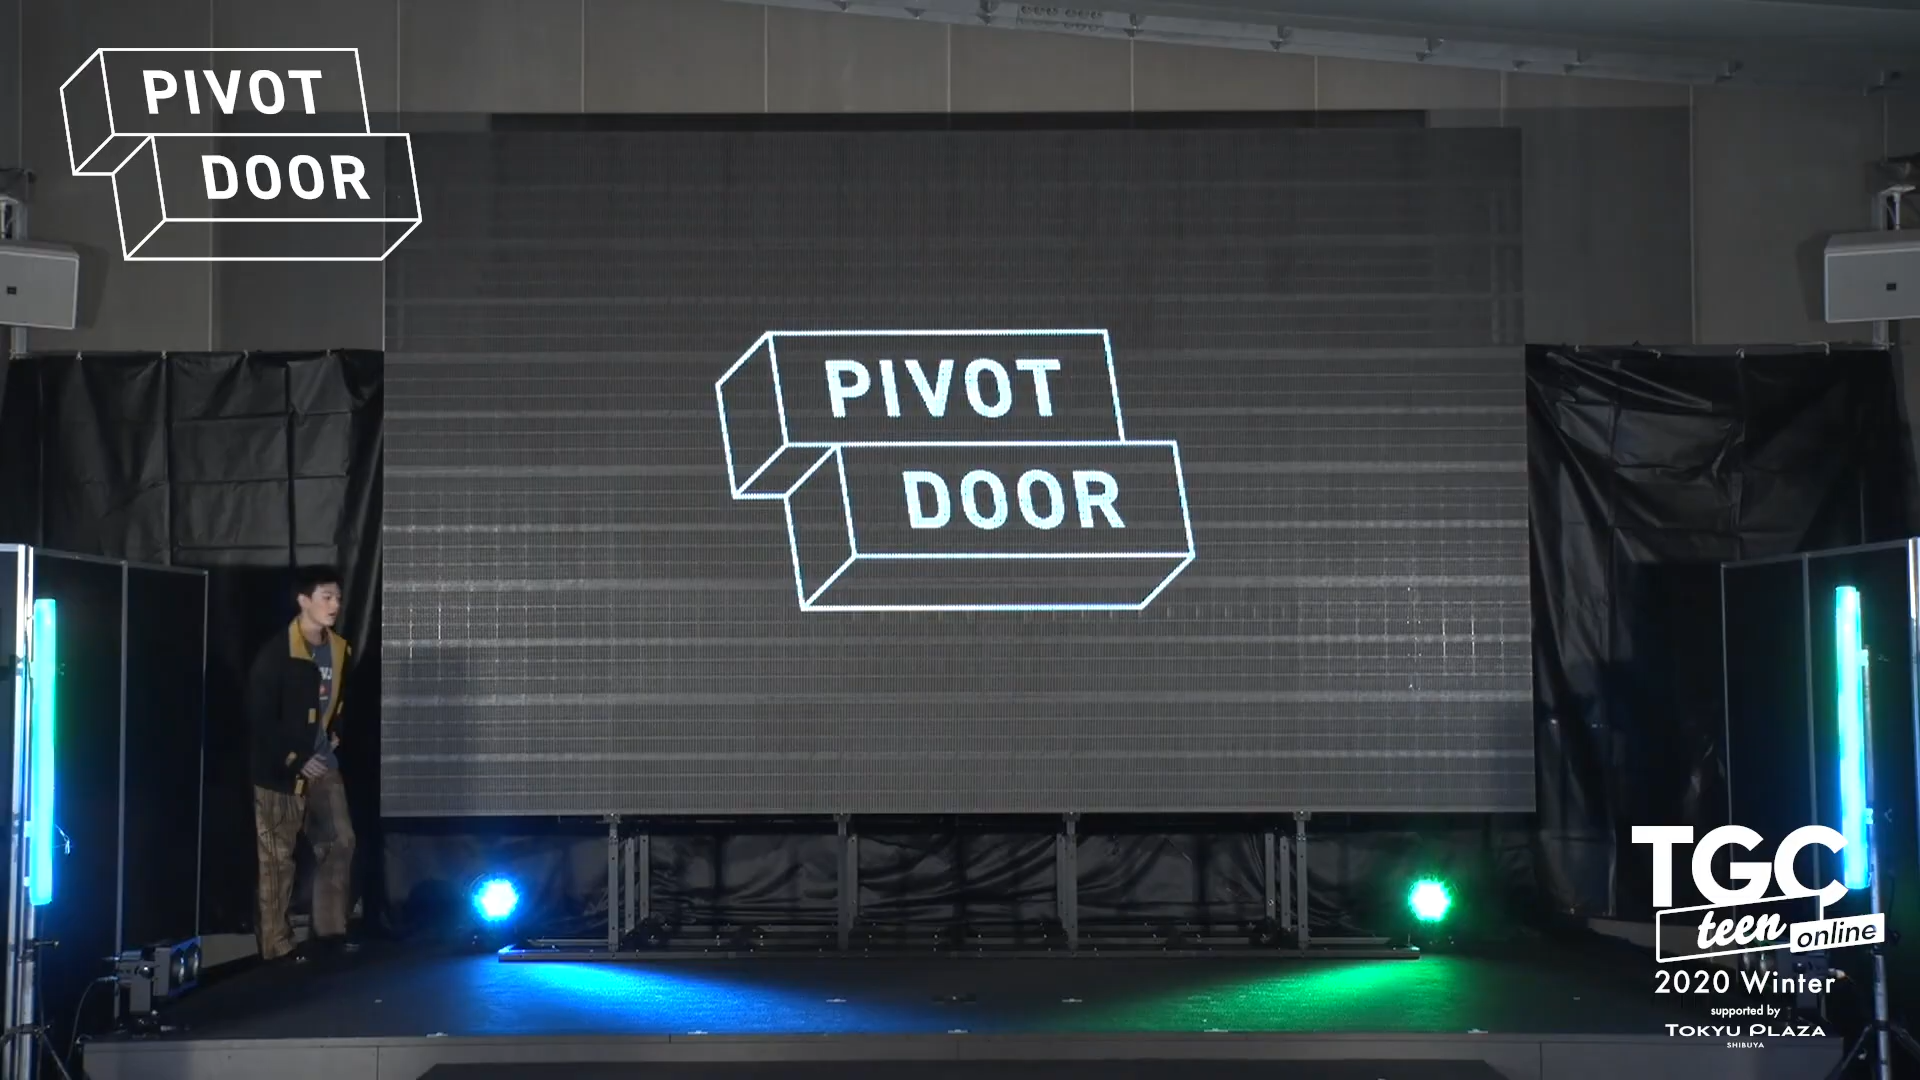 PIVOT
DOOR
PIVOT
DOOR
TGC
teen online
2020 Winter
supported by
TOKYU PLAZA
SHIBUYA